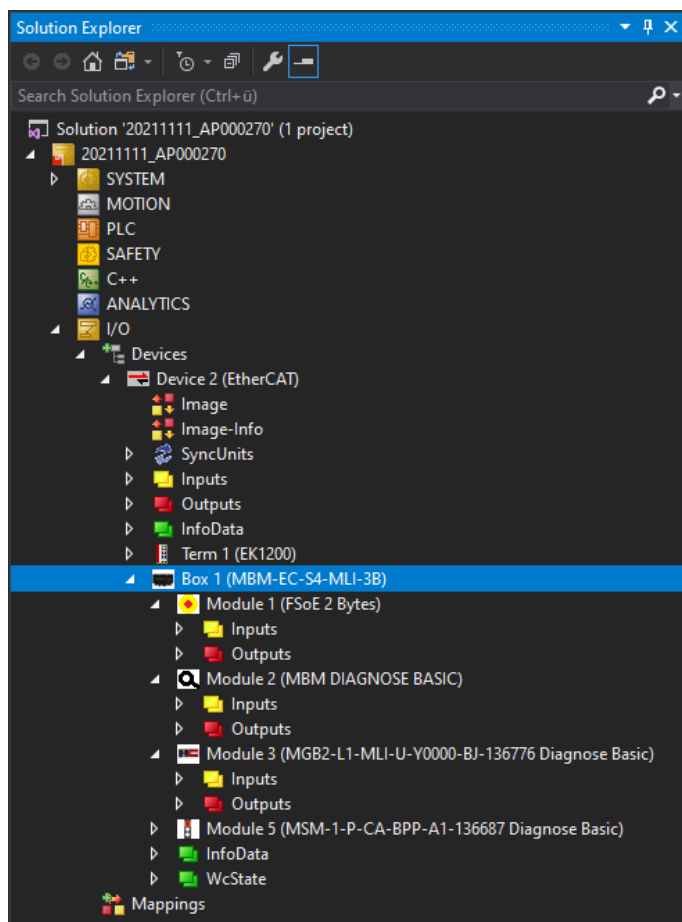 Solution Explorer
Search Solution Explorer (Ctrl+ü)
Solution '20211111_AP000270' (1 project)
20211111_AP000270
SYSTEM
MOTION
PLC
SAFETY
C++
ANALYTICS
I/O
Devices
Device 2 (EtherCAT)
Image
Image-Info
SyncUnits
Inputs
Outputs
InfoData
Term 1 (EK1200)
Box 1 (MBM-EC-S4-MLI-3B)
Module 1 (FSoE 2 Bytes)
Inputs
Outputs
Module 2 (MBM DIAGNOSE BASIC)
Inputs
Outputs
Module 3 (MGB2-L1-MLI-U-Y0000-BJ-136776 Diagnose Basic)
Inputs
Outputs
Module 5 (MSM-1-P-CA-BPP-A1-136687 Diagnose Basic)
InfoData
WcState
Mappings